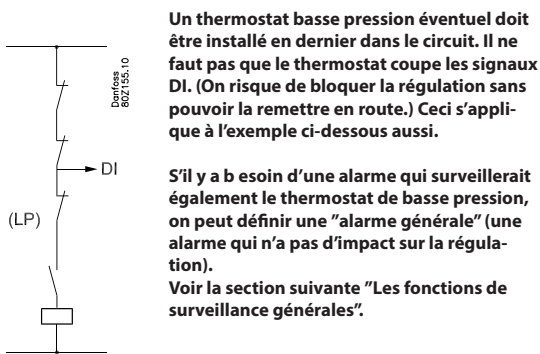 Un thermostat basse pression éventuel doit
être installé en dernier dans le circuit. Il ne
faut pas que le thermostat coupe les signaux
DI. (On risque de bloquer la régulation sans
pouvoir la remettre en route.) Ceci s’appli-
que à l’exemple ci-dessous aussi.
S’il y a b esoin d’une alarme qui surveillerait
également le thermostat de basse pression,
on peut définir une ”alarme générale” (une
alarme qui n’a pas d’impact sur la régula-
tion).
Voir la section suivante ”Les fonctions de
surveillance générales”.
Danfoss
80Z155.10
DI
(LP)